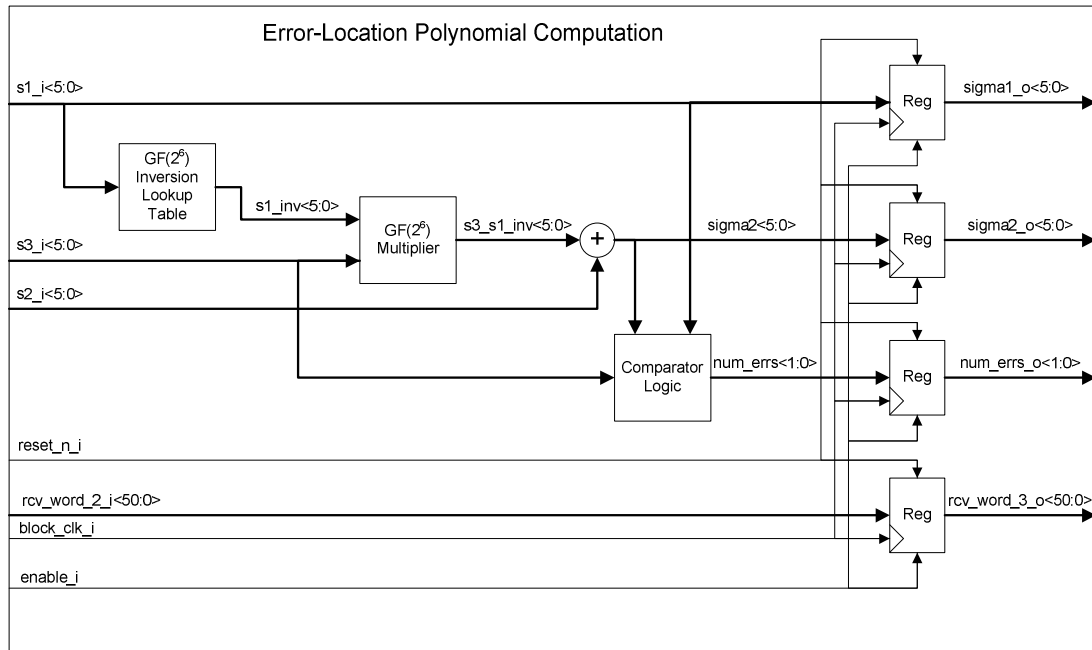 Error-Location Polynomial Computation
s1_i<5:0>
Reg
sigma1_o<5:0>
GF(2⁶)
Inversion
Lookup
Table
s1_inv<5:0>
GF(2⁶)
Multiplier
s3_s1_inv<5:0>
+
sigma2<5:0>
Reg
sigma2_o<5:0>
s3_i<5:0>
s2_i<5:0>
Comparator
Logic
num_errs<1:0>
Reg
num_errs_o<1:0>
reset_n_i
rcv_word_2_i<50:0>
Reg
rcv_word_3_o<50:0>
block_clk_i
enable_i